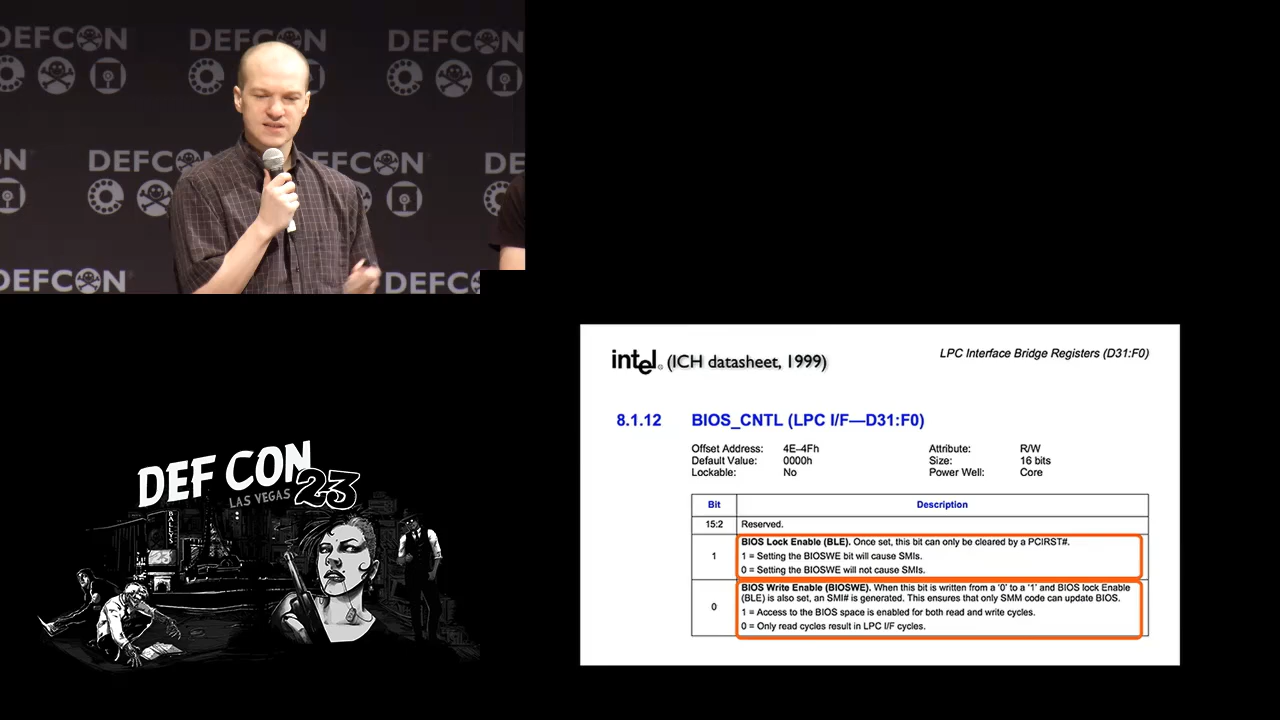 DEFCON
DEFCON
DEFCON
CON
DEFCON
CON
DE
DEFCON
DEFC
DEF CON
LAS VEGAS 23
BALLYS
23
intel. (ICH datasheet, 1999)
LPC Interface Bridge Registers (D31:F0)
8.1.12 BIOS_CNTL (LPC I/F—D31:F0)
Offset Address: 4E–4Fh Attribute: R/W
Default Value: 0000h Size: 16 bits
Lockable: No Power Well: Core
Bit Description
15:2 Reserved.
1 BIOS Lock Enable (BLE). Once set, this bit can only be cleared by a PCIRST#.
1 = Setting the BIOSWE bit will cause SMIs.
0 = Setting the BIOSWE will not cause SMIs.
0 BIOS Write Enable (BIOSWE). When this bit is written from a ‘0’ to a ‘1’ and BIOS lock Enable
(BLE) is also set, an SMI# is generated. This ensures that only SMM code can update BIOS.
1 = Access to the BIOS space is enabled for both read and write cycles.
0 = Only read cycles result in LPC I/F cycles.